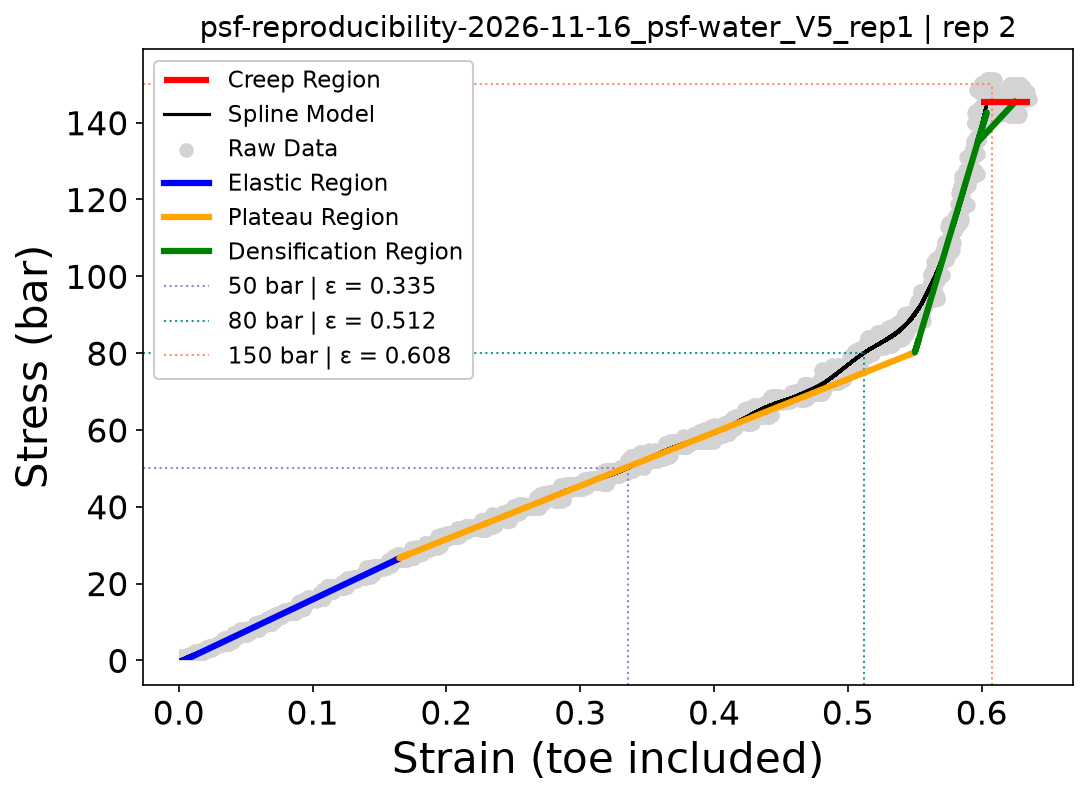 psf-reproducibility-2026-11-16_psf-water_V5_rep1 | rep 2
Creep Region
Spline Model
Raw Data
Elastic Region
Plateau Region
Densification Region
50 bar | ε = 0.335
80 bar | ε = 0.512
150 bar | ε = 0.608
Stress (bar)
140
120
100
80
60
40
20
0
0.0 0.1 0.2 0.3 0.4 0.5 0.6
Strain (toe included)